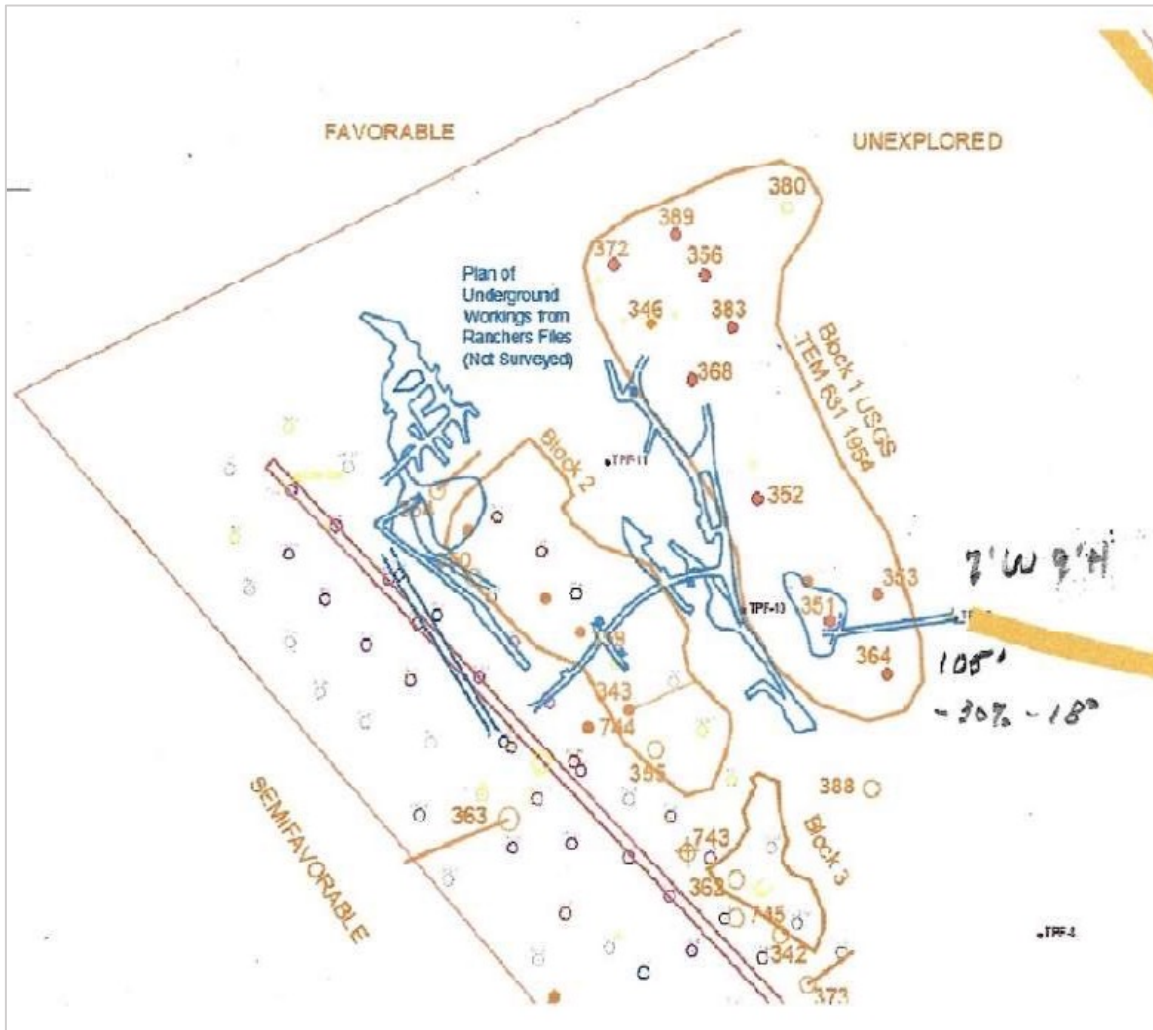 FAVORABLE
UNEXPLORED
380
389
372
356
Plan of
Underground
Workings from
Ranchers Files
(Not Surveyed)
346
383
368
Block 1 USGS
TEM 631 1954
Block 2
TPF-11
352
353
7'W 9'H
TPF-10
351
364
105'
-30% -18°
343
744
355
388
363
SEMIFAVORABLE
743
Block 3
362
745
342
373
TPF-8